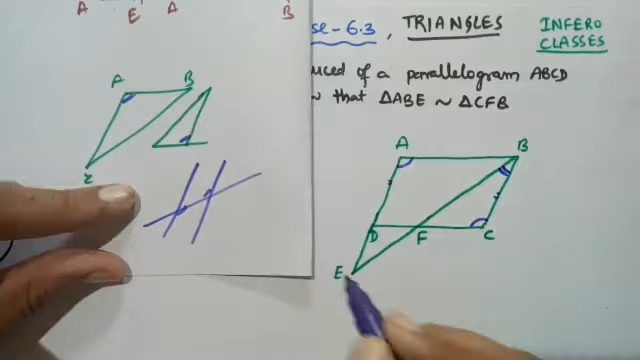 A E A B
se-6.3, TRIANGLES INFERO
CLASSES
uced of a parallelogram ABCD
that ΔABE ~ ΔCFB
A B
A B
E
D F C
E